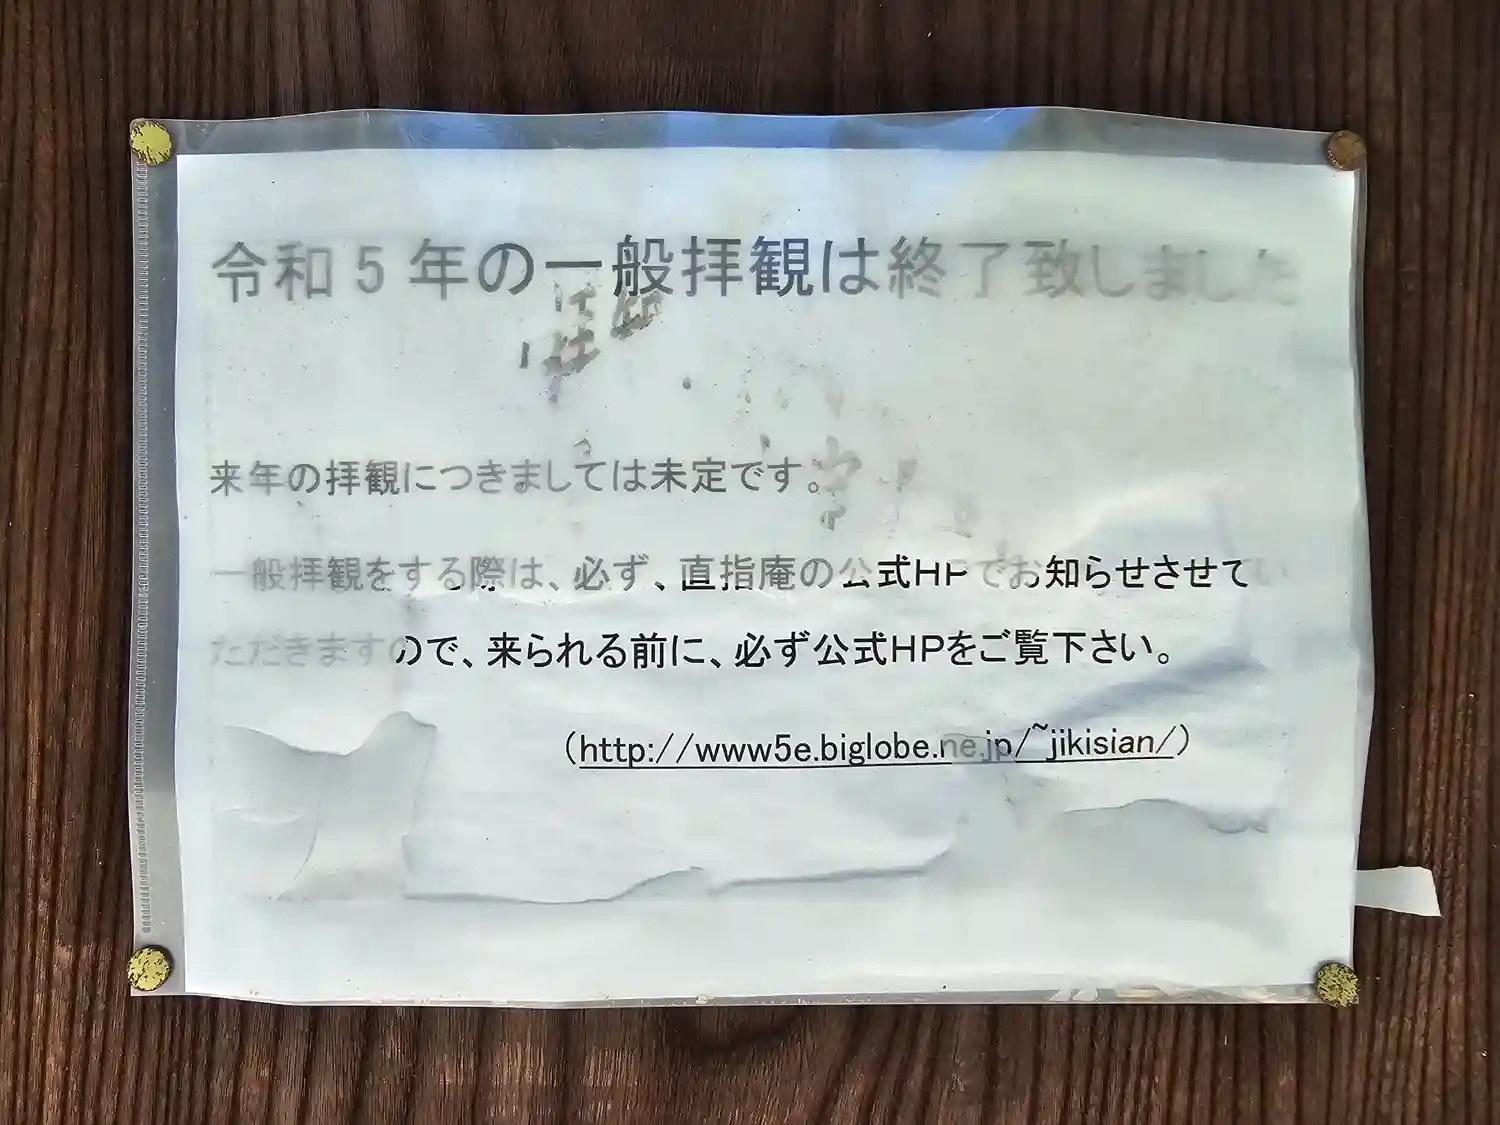 令和5年の一般拝観は終了致しました
来年の拝観につきましては未定です。
一般拝観をする際は、必ず、直指庵の公式HPでお知らせさせてい
ただきますので、来られる前に、必ず公式HPをご覧下さい。
(http://www5e.biglobe.ne.jp/~jikisian/)